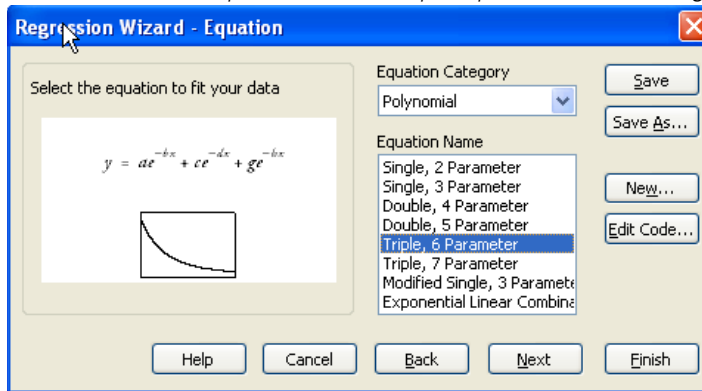 Regression Wizard - Equation
Select the equation to fit your data
y = ae^-bx + ce^-dx + ge^-hx
Equation Category
Polynomial
Equation Name
Single, 2 Parameter
Single, 3 Parameter
Double, 4 Parameter
Double, 5 Parameter
Triple, 6 Parameter
Triple, 7 Parameter
Modified Single, 3 Paramete
Exponential Linear Combina
Save
Save As...
New...
Edit Code...
Help
Cancel
Back
Next
Finish